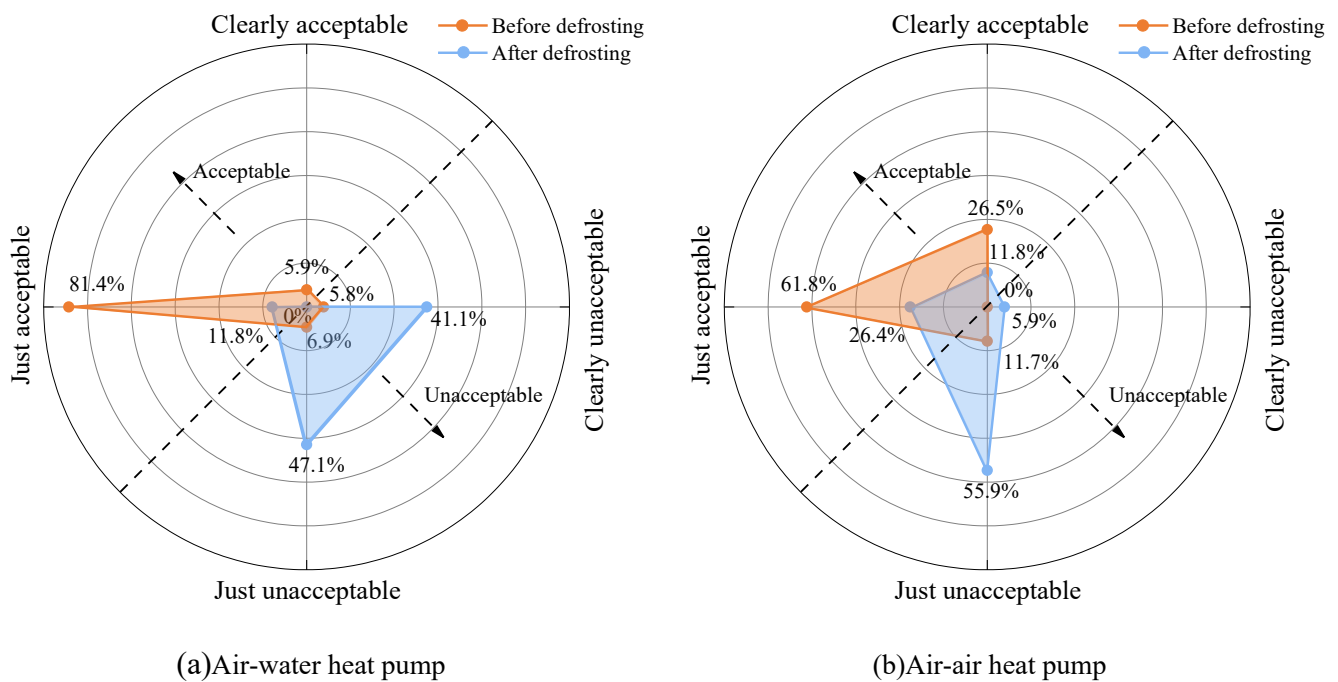 Clearly acceptable
Before defrosting
After defrosting
Acceptable
Just acceptable
Clearly unacceptable
81.4%
5.9%
5.8%
0%
41.1%
11.8%
6.9%
Unacceptable
47.1%
Just unacceptable
(a)Air-water heat pump
Clearly acceptable
Before defrosting
After defrosting
Acceptable
Just acceptable
Clearly unacceptable
26.5%
11.8%
61.8%
0%
5.9%
26.4%
11.7%
Unacceptable
55.9%
Just unacceptable
(b)Air-air heat pump